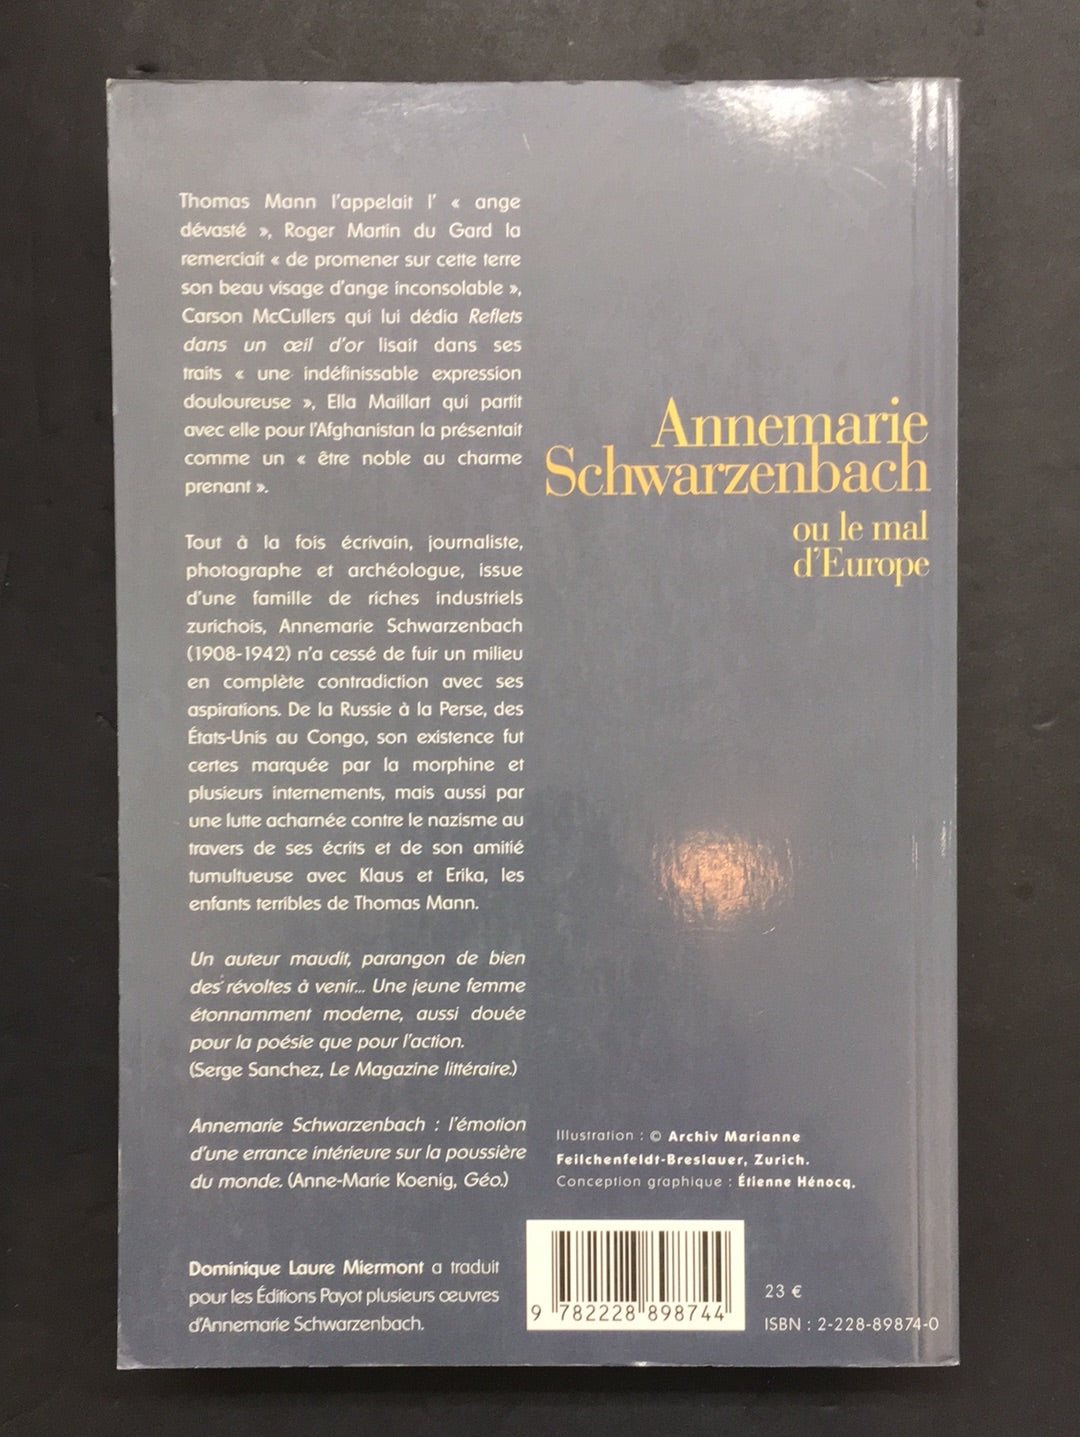 Thomas Mann l'appelait l' « ange
dévasté », Roger Martin du Gard la
remerciait « de promener sur cette terre
son beau visage d'ange inconsolable »,
Carson McCullers qui lui dédia Reflets
dans un œil d'or lisait dans ses
traits « une indéfinissable expression
douloureuse », Ella Maillart qui partit
avec elle pour l'Afghanistan la présentait
comme un « être noble au charme
prenant ».
Tout à la fois écrivain, journaliste,
photographe et archéologue, issue
d'une famille de riches industriels
zurichois, Annemarie Schwarzenbach
(1908-1942) n'a cessé de fuir un milieu
en complète contradiction avec ses
aspirations. De la Russie à la Perse, des
États-Unis au Congo, son existence fut
certes marquée par la morphine et
plusieurs internements, mais aussi par
une lutte acharnée contre le nazisme au
travers de ses écrits et de son amitié
tumultueuse avec Klaus et Erika, les
enfants terribles de Thomas Mann.
Un auteur maudit, parangon de bien
des révoltes à venir... Une jeune femme
étonnamment moderne, aussi douée
pour la poésie que pour l'action.
(Serge Sanchez, Le Magazine littéraire.)
Annemarie Schwarzenbach : l'émotion
d'une errance intérieure sur la poussière
du monde. (Anne-Marie Koenig, Géo.)
Dominique Laure Miermont a traduit
pour les Éditions Payot plusieurs œuvres
d'Annemarie Schwarzenbach.
Annemarie
Schwarzenbach
ou le mal
d'Europe
Illustration : © Archiv Marianne
Feilchenfeldt-Breslauer, Zurich.
Conception graphique : Étienne Hénocq.
9 782228 898744
23 €
ISBN : 2-228-89874-0